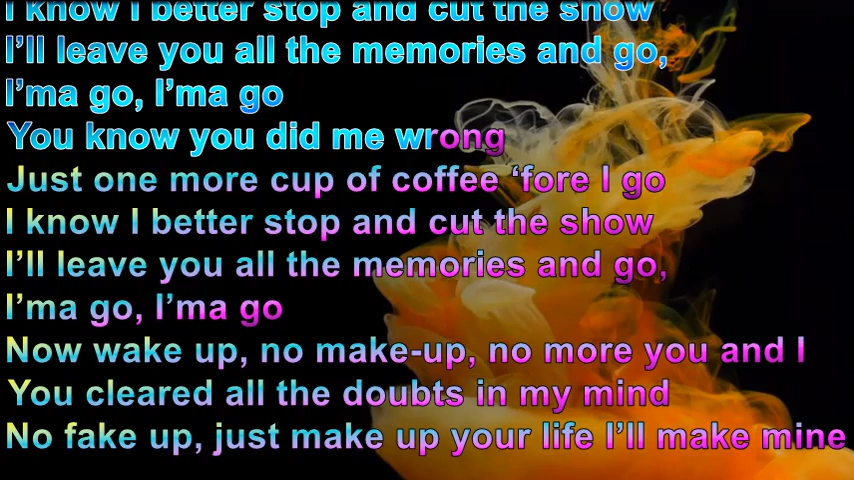 I know I better stop and cut the show
I’ll leave you all the memories and go,
I’ma go, I’ma go
You know you did me wrong
Just one more cup of coffee ‘fore I go
I know I better stop and cut the show
I’ll leave you all the memories and go,
I’ma go, I’ma go
Now wake up, no make-up, no more you and I
You cleared all the doubts in my mind
No fake up, just make up your life I’ll make mine